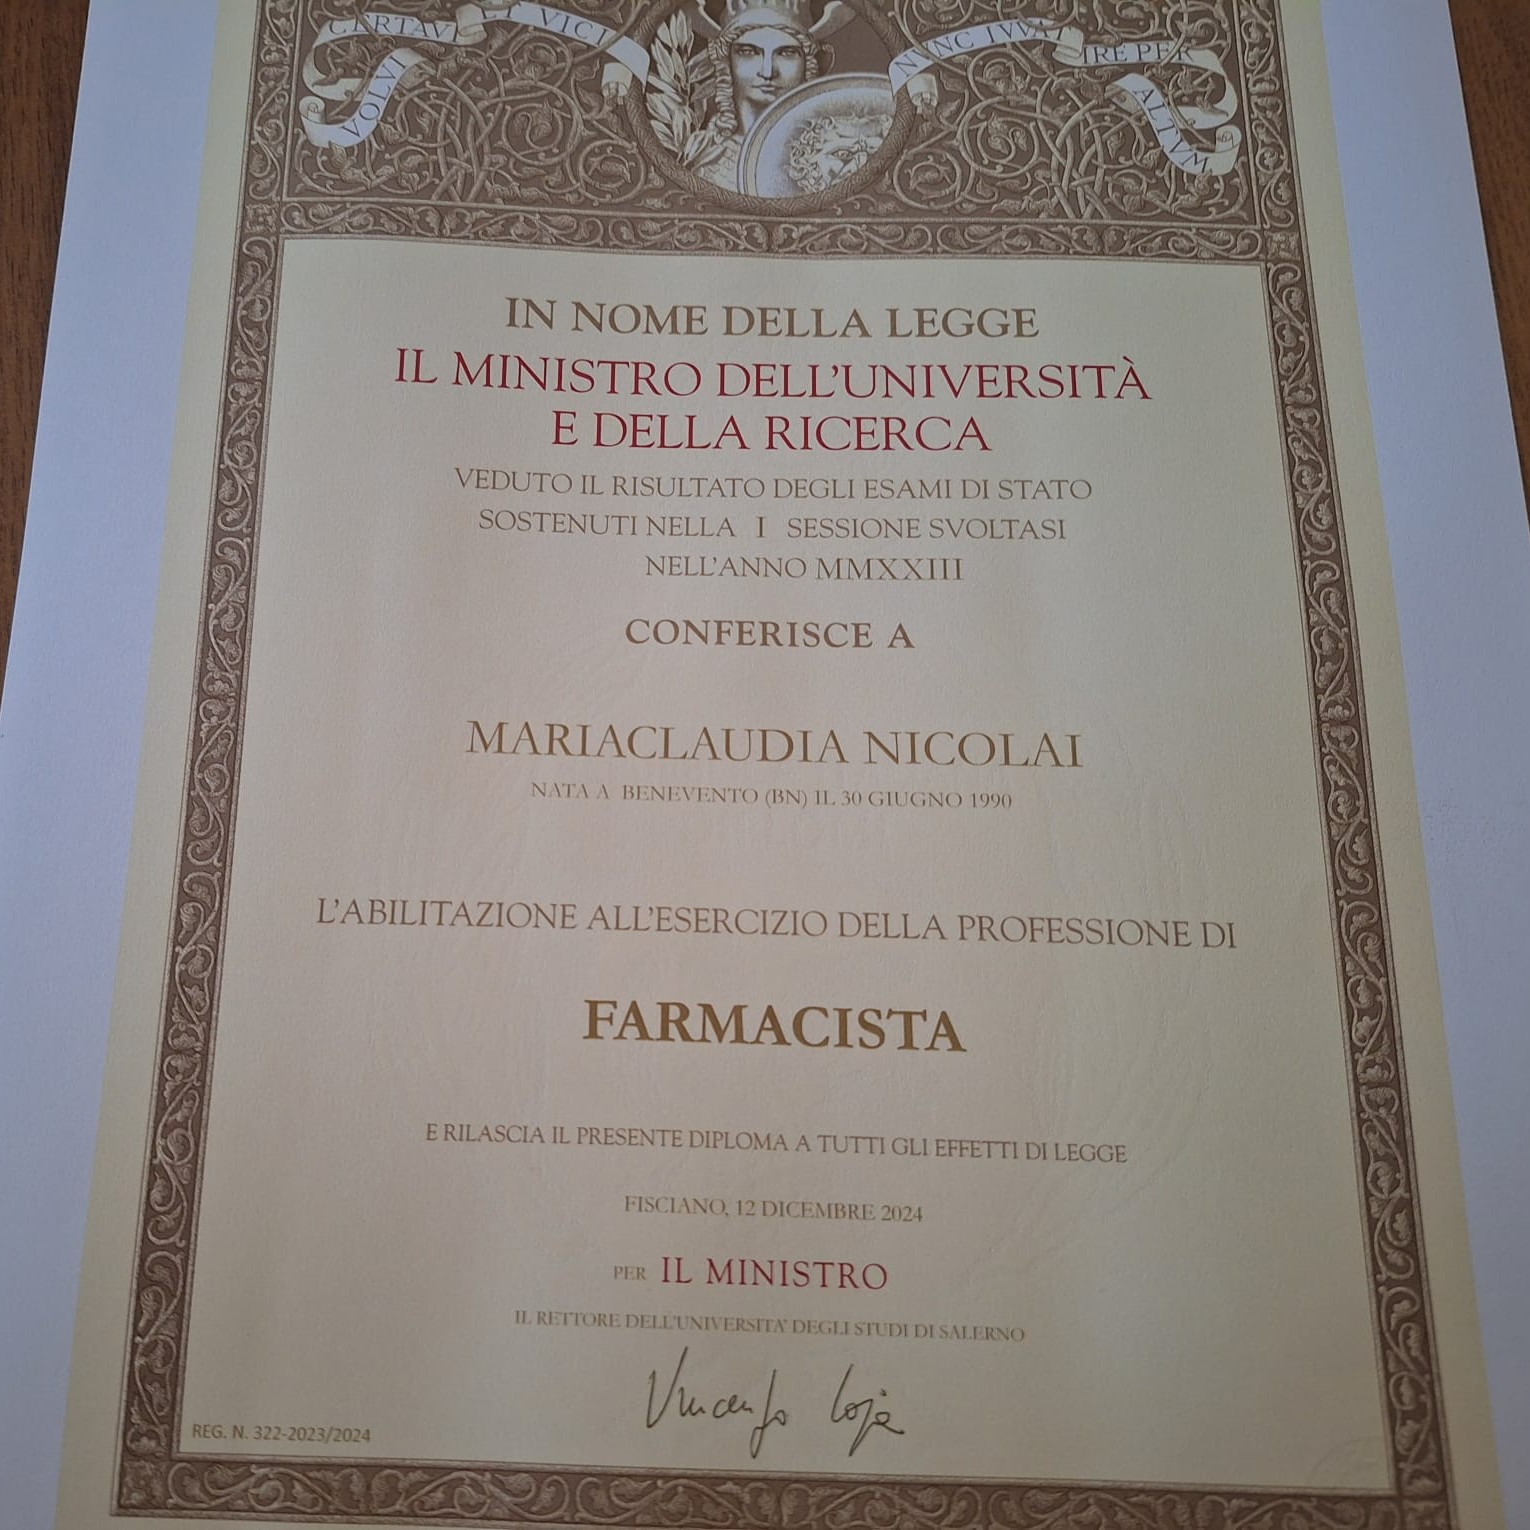 VOLVI CERTAVI ET VICI NVNC IVVAT IRE PER ALTVM
IN NOME DELLA LEGGE
IL MINISTRO DELL'UNIVERSITÀ
E DELLA RICERCA
VEDUTO IL RISULTATO DEGLI ESAMI DI STATO
SOSTENUTI NELLA I SESSIONE SVOLTASI
NELL'ANNO MMXXIII
CONFERISCE A
MARIACLAUDIA NICOLAI
NATA A BENEVENTO (BN) IL 30 GIUGNO 1990
L'ABILITAZIONE ALL'ESERCIZIO DELLA PROFESSIONE DI
FARMACISTA
E RILASCIA IL PRESENTE DIPLOMA A TUTTI GLI EFFETTI DI LEGGE
FISCIANO, 12 DICEMBRE 2024
PER IL MINISTRO
IL RETTORE DELL'UNIVERSITA' DEGLI STUDI DI SALERNO
Vincenzo Loia
REG. N. 322-2023/2024